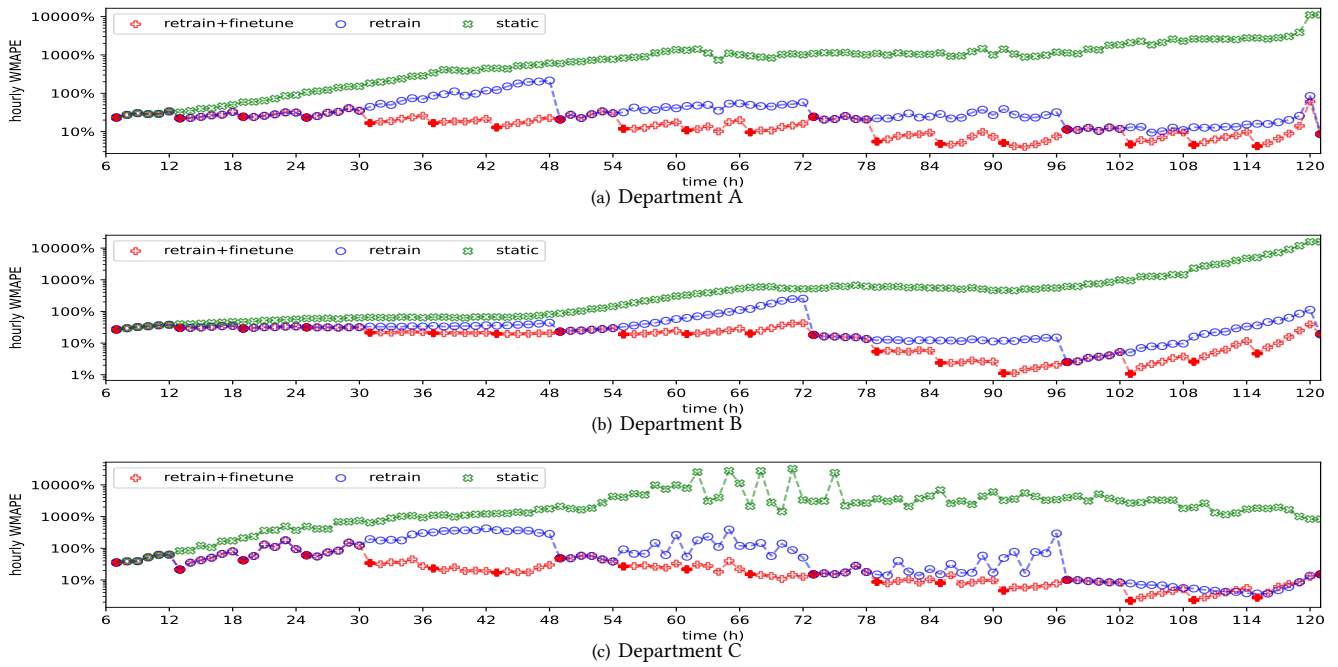 10000%
1000%
100%
10%
hourly WMAPE
retrain+finetune retrain static
6 12 18 24 30 36 42 48 54 60 66 72 78 84 90 96 102 108 114 120
time (h)
(a) Department A
10000%
1000%
100%
10%
1%
hourly WMAPE
retrain+finetune retrain static
6 12 18 24 30 36 42 48 54 60 66 72 78 84 90 96 102 108 114 120
time (h)
(b) Department B
10000%
1000%
100%
10%
hourly WMAPE
retrain+finetune retrain static
6 12 18 24 30 36 42 48 54 60 66 72 78 84 90 96 102 108 114 120
time (h)
(c) Department C